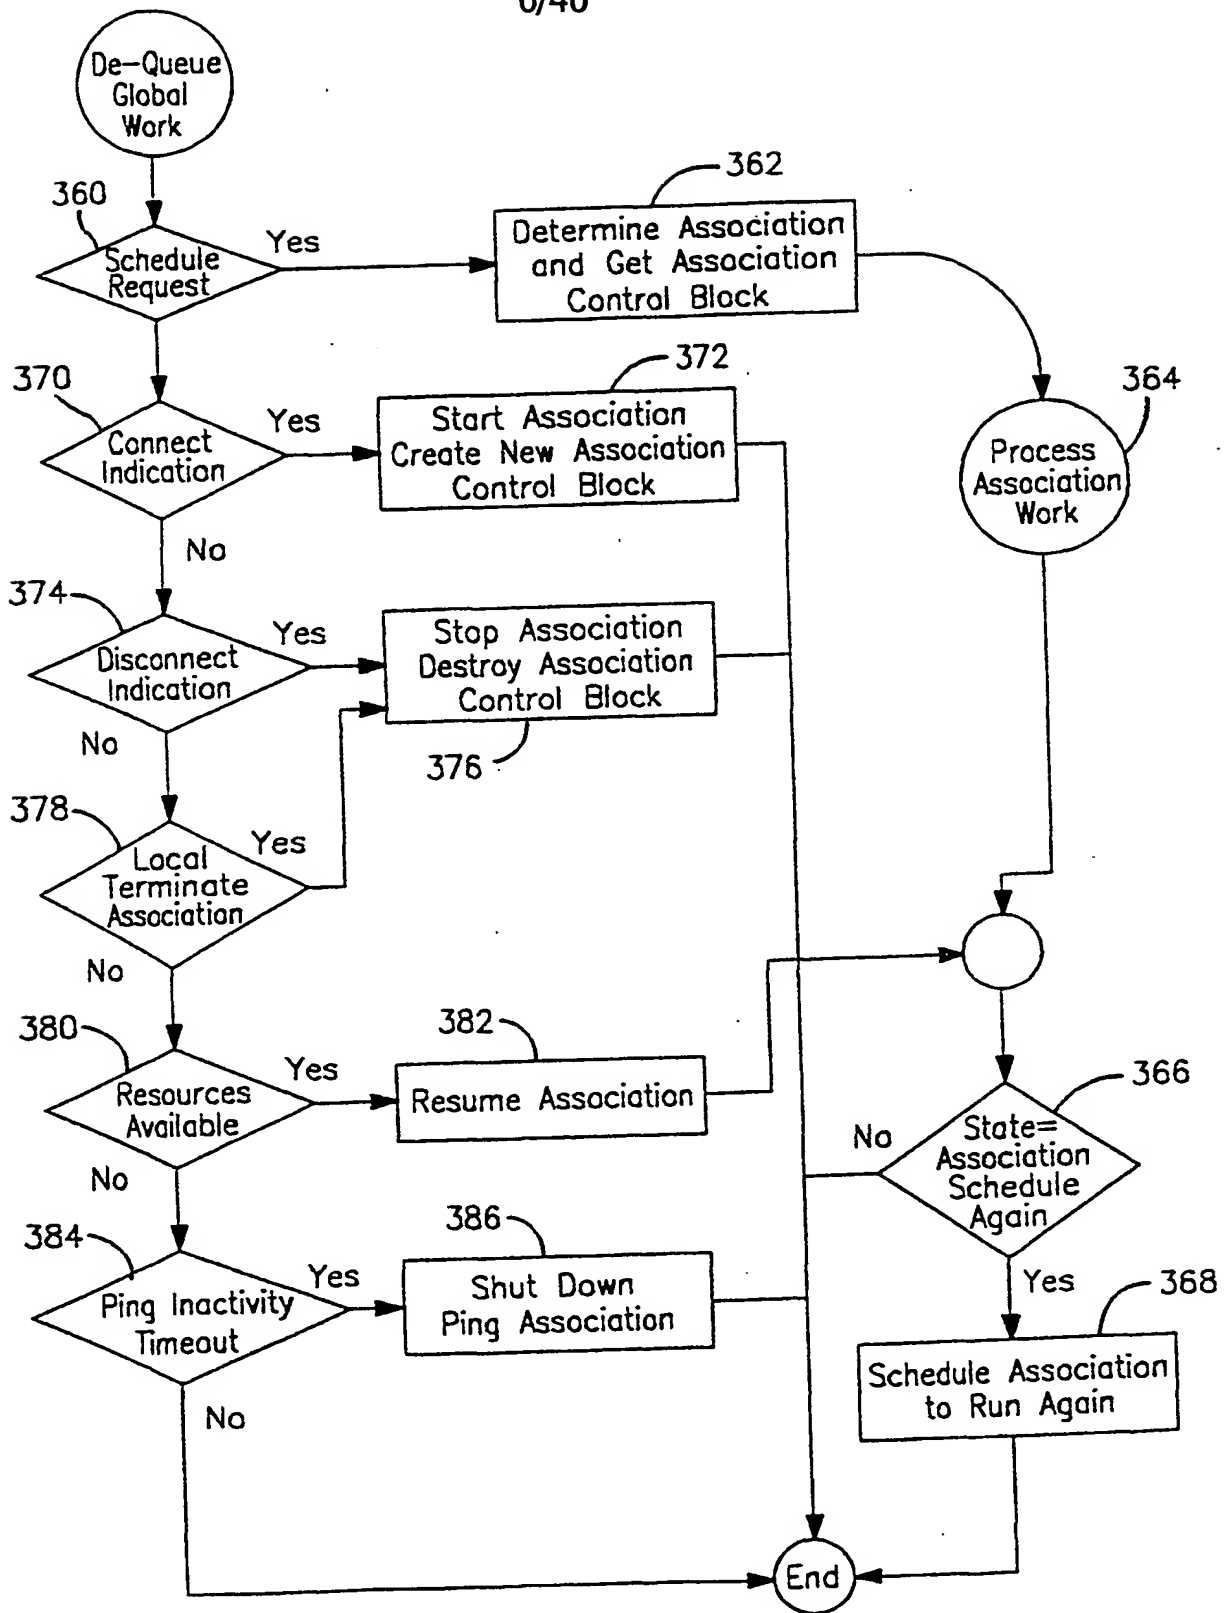 6/40
De-Queue
Global
Work
360
Schedule
Request
Yes
362
Determine Association
and Get Association
Control Block
370
Connect
Indication
Yes
372
Start Association
Create New Association
Control Block
364
Process
Association
Work
No
374
Disconnect
Indication
Yes
Stop Association
Destroy Association
Control Block
376
No
378
Local
Terminate
Association
Yes
No
380
Resources
Available
Yes
382
Resume Association
366
State=
Association
Schedule
Again
No
No
384
Ping Inactivity
Timeout
Yes
386
Shut Down
Ping Association
Yes
368
Schedule Association
to Run Again
No
End